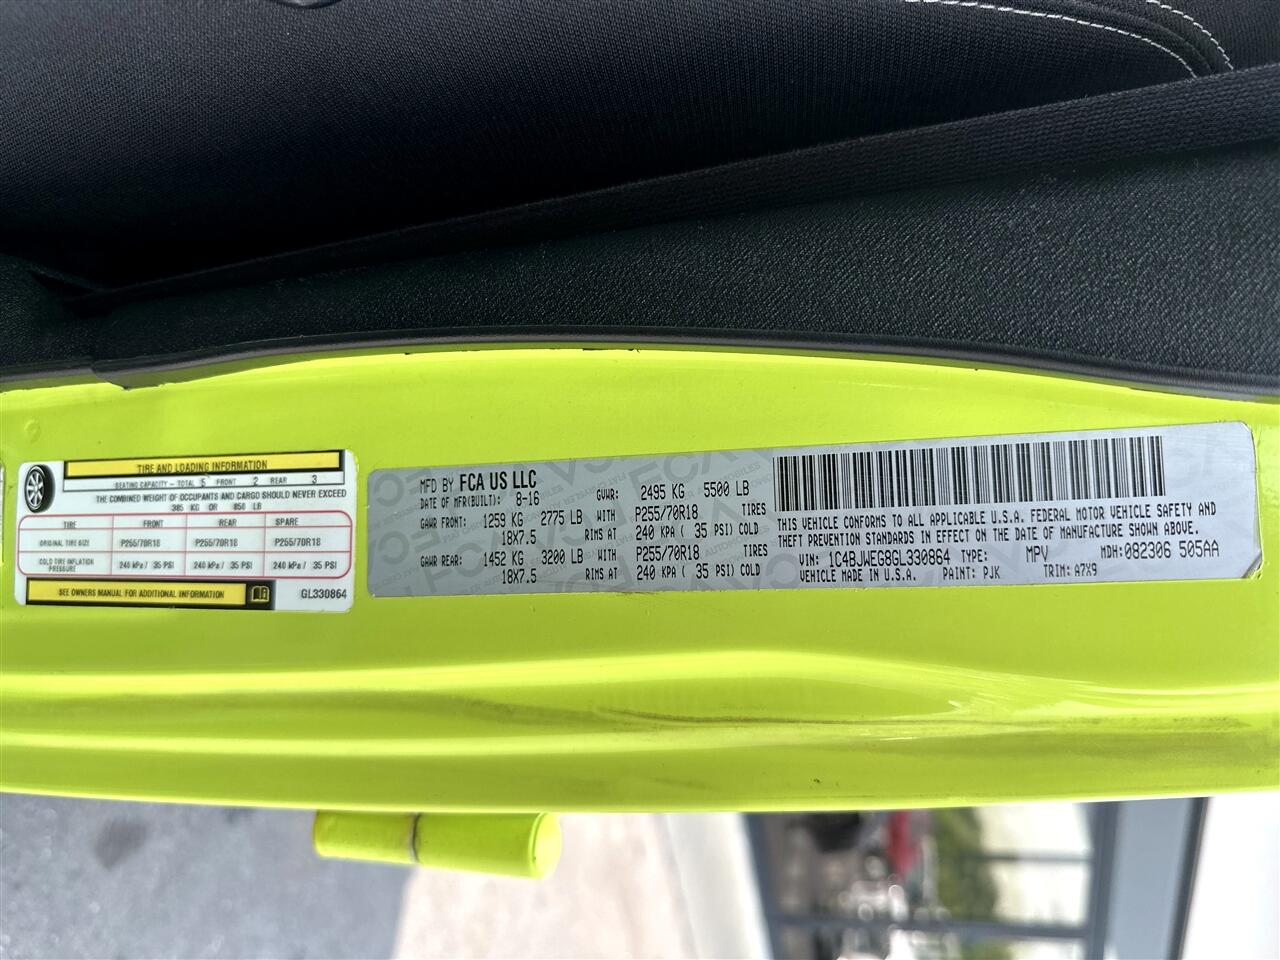 TIRE AND LOADING INFORMATION
SEATING CAPACITY - TOTAL 5 FRONT 2 REAR 3
THE COMBINED WEIGHT OF OCCUPANTS AND CARGO SHOULD NEVER EXCEED
385 KG OR 850 LB
TIRE FRONT REAR SPARE
ORIGINAL TIRE SIZE P255/70R18 P255/70R18 P255/70R18
COLD TIRE INFLATION PRESSURE 240 kPa / 35 PSI 240 kPa / 35 PSI 240 kPa / 35 PSI
SEE OWNERS MANUAL FOR ADDITIONAL INFORMATION
GL330864
MFD BY FCA US LLC
DATE OF MFR(BUILT): 8-16 GVWR: 2495 KG 5500 LB
GAWR FRONT: 1259 KG 2775 LB WITH P255/70R18 TIRES
18X7.5 RIMS AT 240 KPA ( 35 PSI) COLD
GAWR REAR: 1452 KG 3200 LB WITH P255/70R18 TIRES
18X7.5 RIMS AT 240 KPA ( 35 PSI) COLD
THIS VEHICLE CONFORMS TO ALL APPLICABLE U.S.A. FEDERAL MOTOR VEHICLE SAFETY AND
THEFT PREVENTION STANDARDS IN EFFECT ON THE DATE OF MANUFACTURE SHOWN ABOVE.
VIN: 1C4BJWEG8GL330864 TYPE: MPV MDH: 082306 505AA
VEHICLE MADE IN U.S.A. PAINT: PJK TRIM: A7X9